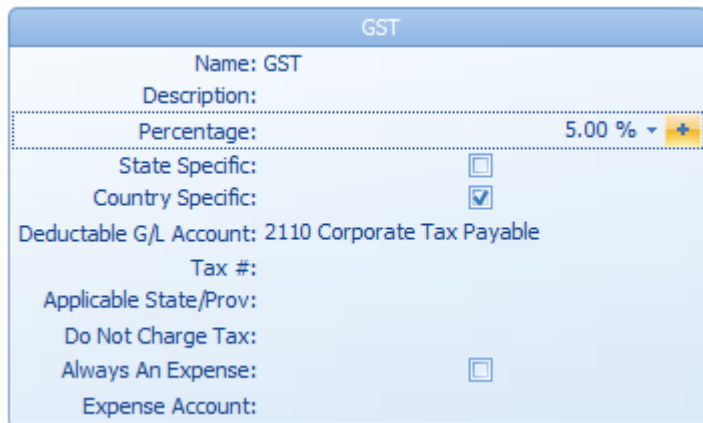 GST
Name: GST
Description:
Percentage: 5.00 %
State Specific:
Country Specific:
Deductable G/L Account: 2110 Corporate Tax Payable
Tax #:
Applicable State/Prov:
Do Not Charge Tax:
Always An Expense:
Expense Account: